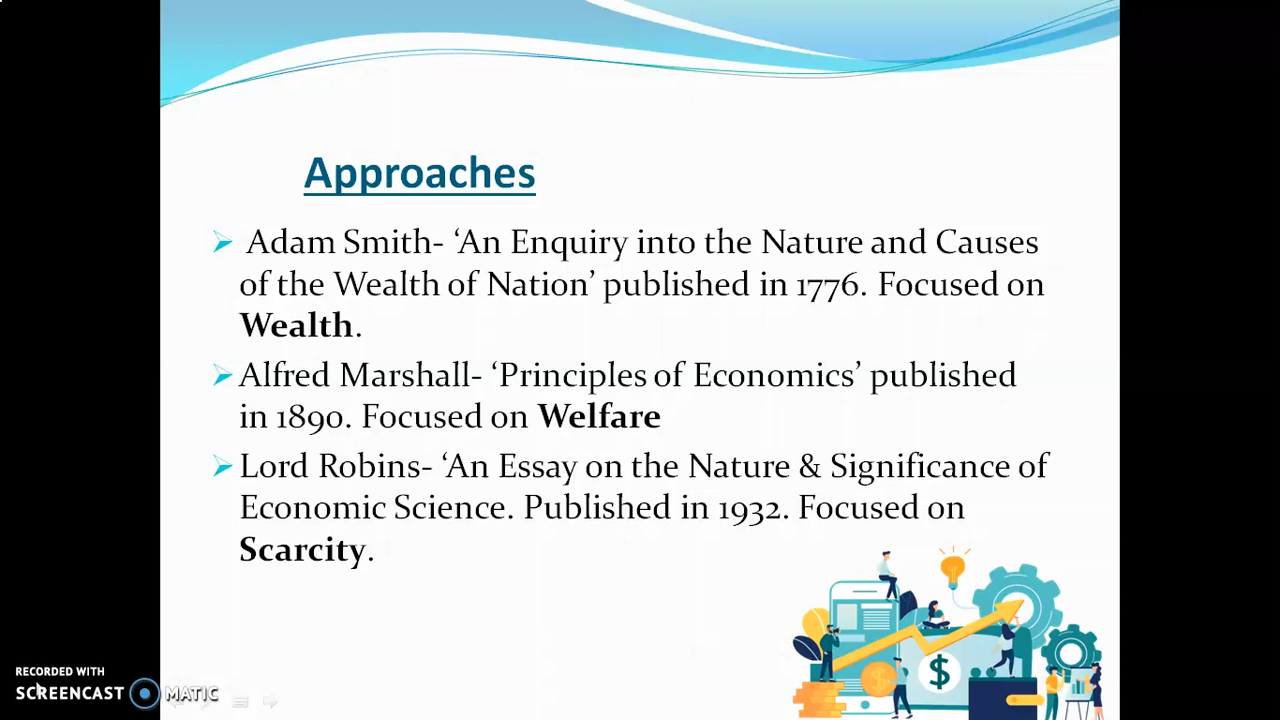 Approaches
Adam Smith- ‘An Enquiry into the Nature and Causes
of the Wealth of Nation’ published in 1776. Focused on
Wealth.
Alfred Marshall- ‘Principles of Economics’ published
in 1890. Focused on Welfare
Lord Robins- ‘An Essay on the Nature & Significance of
Economic Science. Published in 1932. Focused on
Scarcity.
$
$
RECORDED WITH
SCREENCAST MATIC